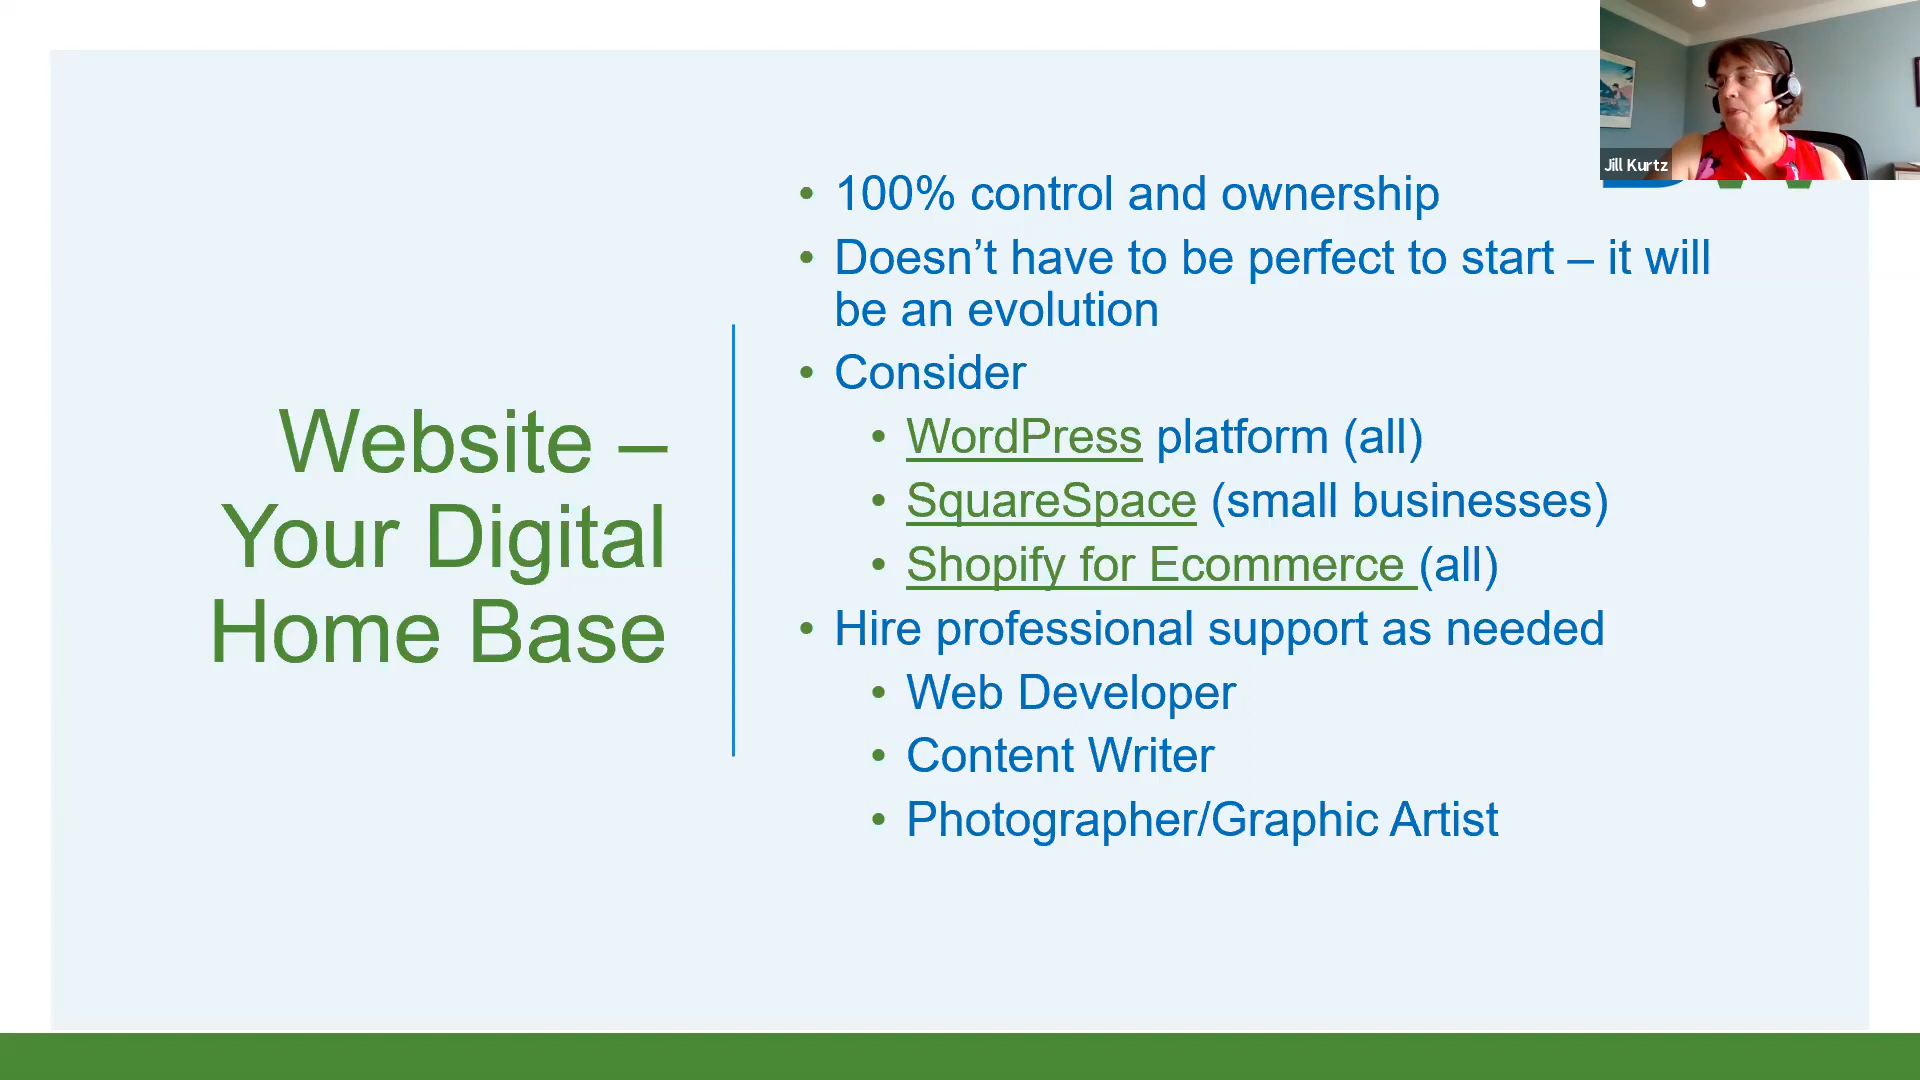 Jill Kurtz
Website –
Your Digital
Home Base
• 100% control and ownership
• Doesn’t have to be perfect to start – it will
be an evolution
• Consider
• WordPress platform (all)
• SquareSpace (small businesses)
• Shopify for Ecommerce (all)
• Hire professional support as needed
• Web Developer
• Content Writer
• Photographer/Graphic Artist